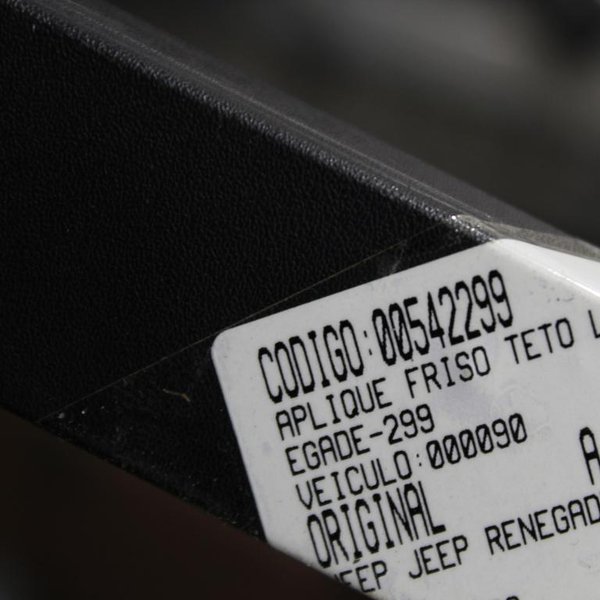 CODIGO:00542299
APLIQUE FRISO TETO L
EGADE-299
VEICULO:000090
ORIGINAL A
JEEP JEEP RENEGAD